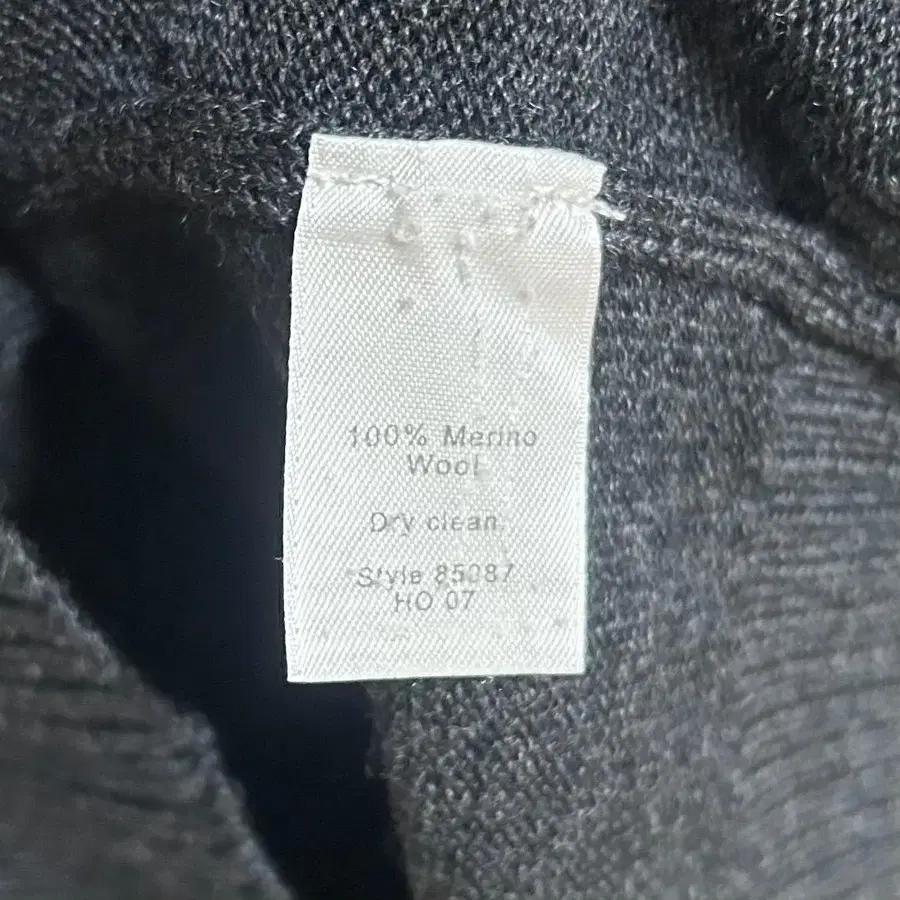 100% Merino
Wool
Dry clean
Style 85087
HO 07